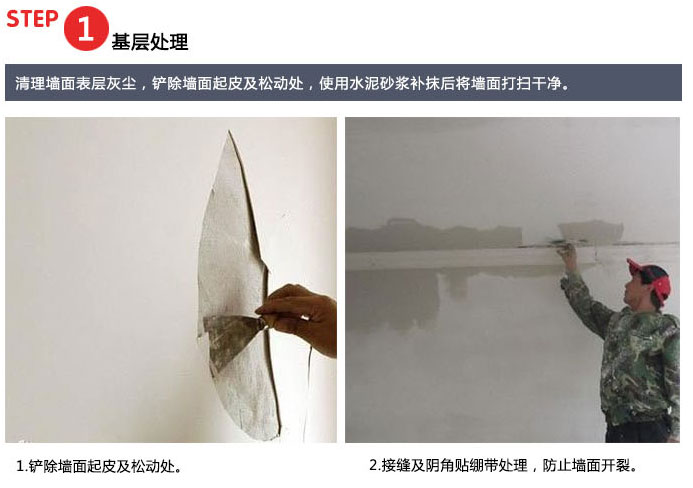 STEP 1 基层处理
清理墙面表层灰尘，铲除墙面起皮及松动处，使用水泥砂浆补抹后将墙面打扫干净。
1.铲除墙面起皮及松动处。
2.接缝及阴角贴绷带处理，防止墙面开裂。